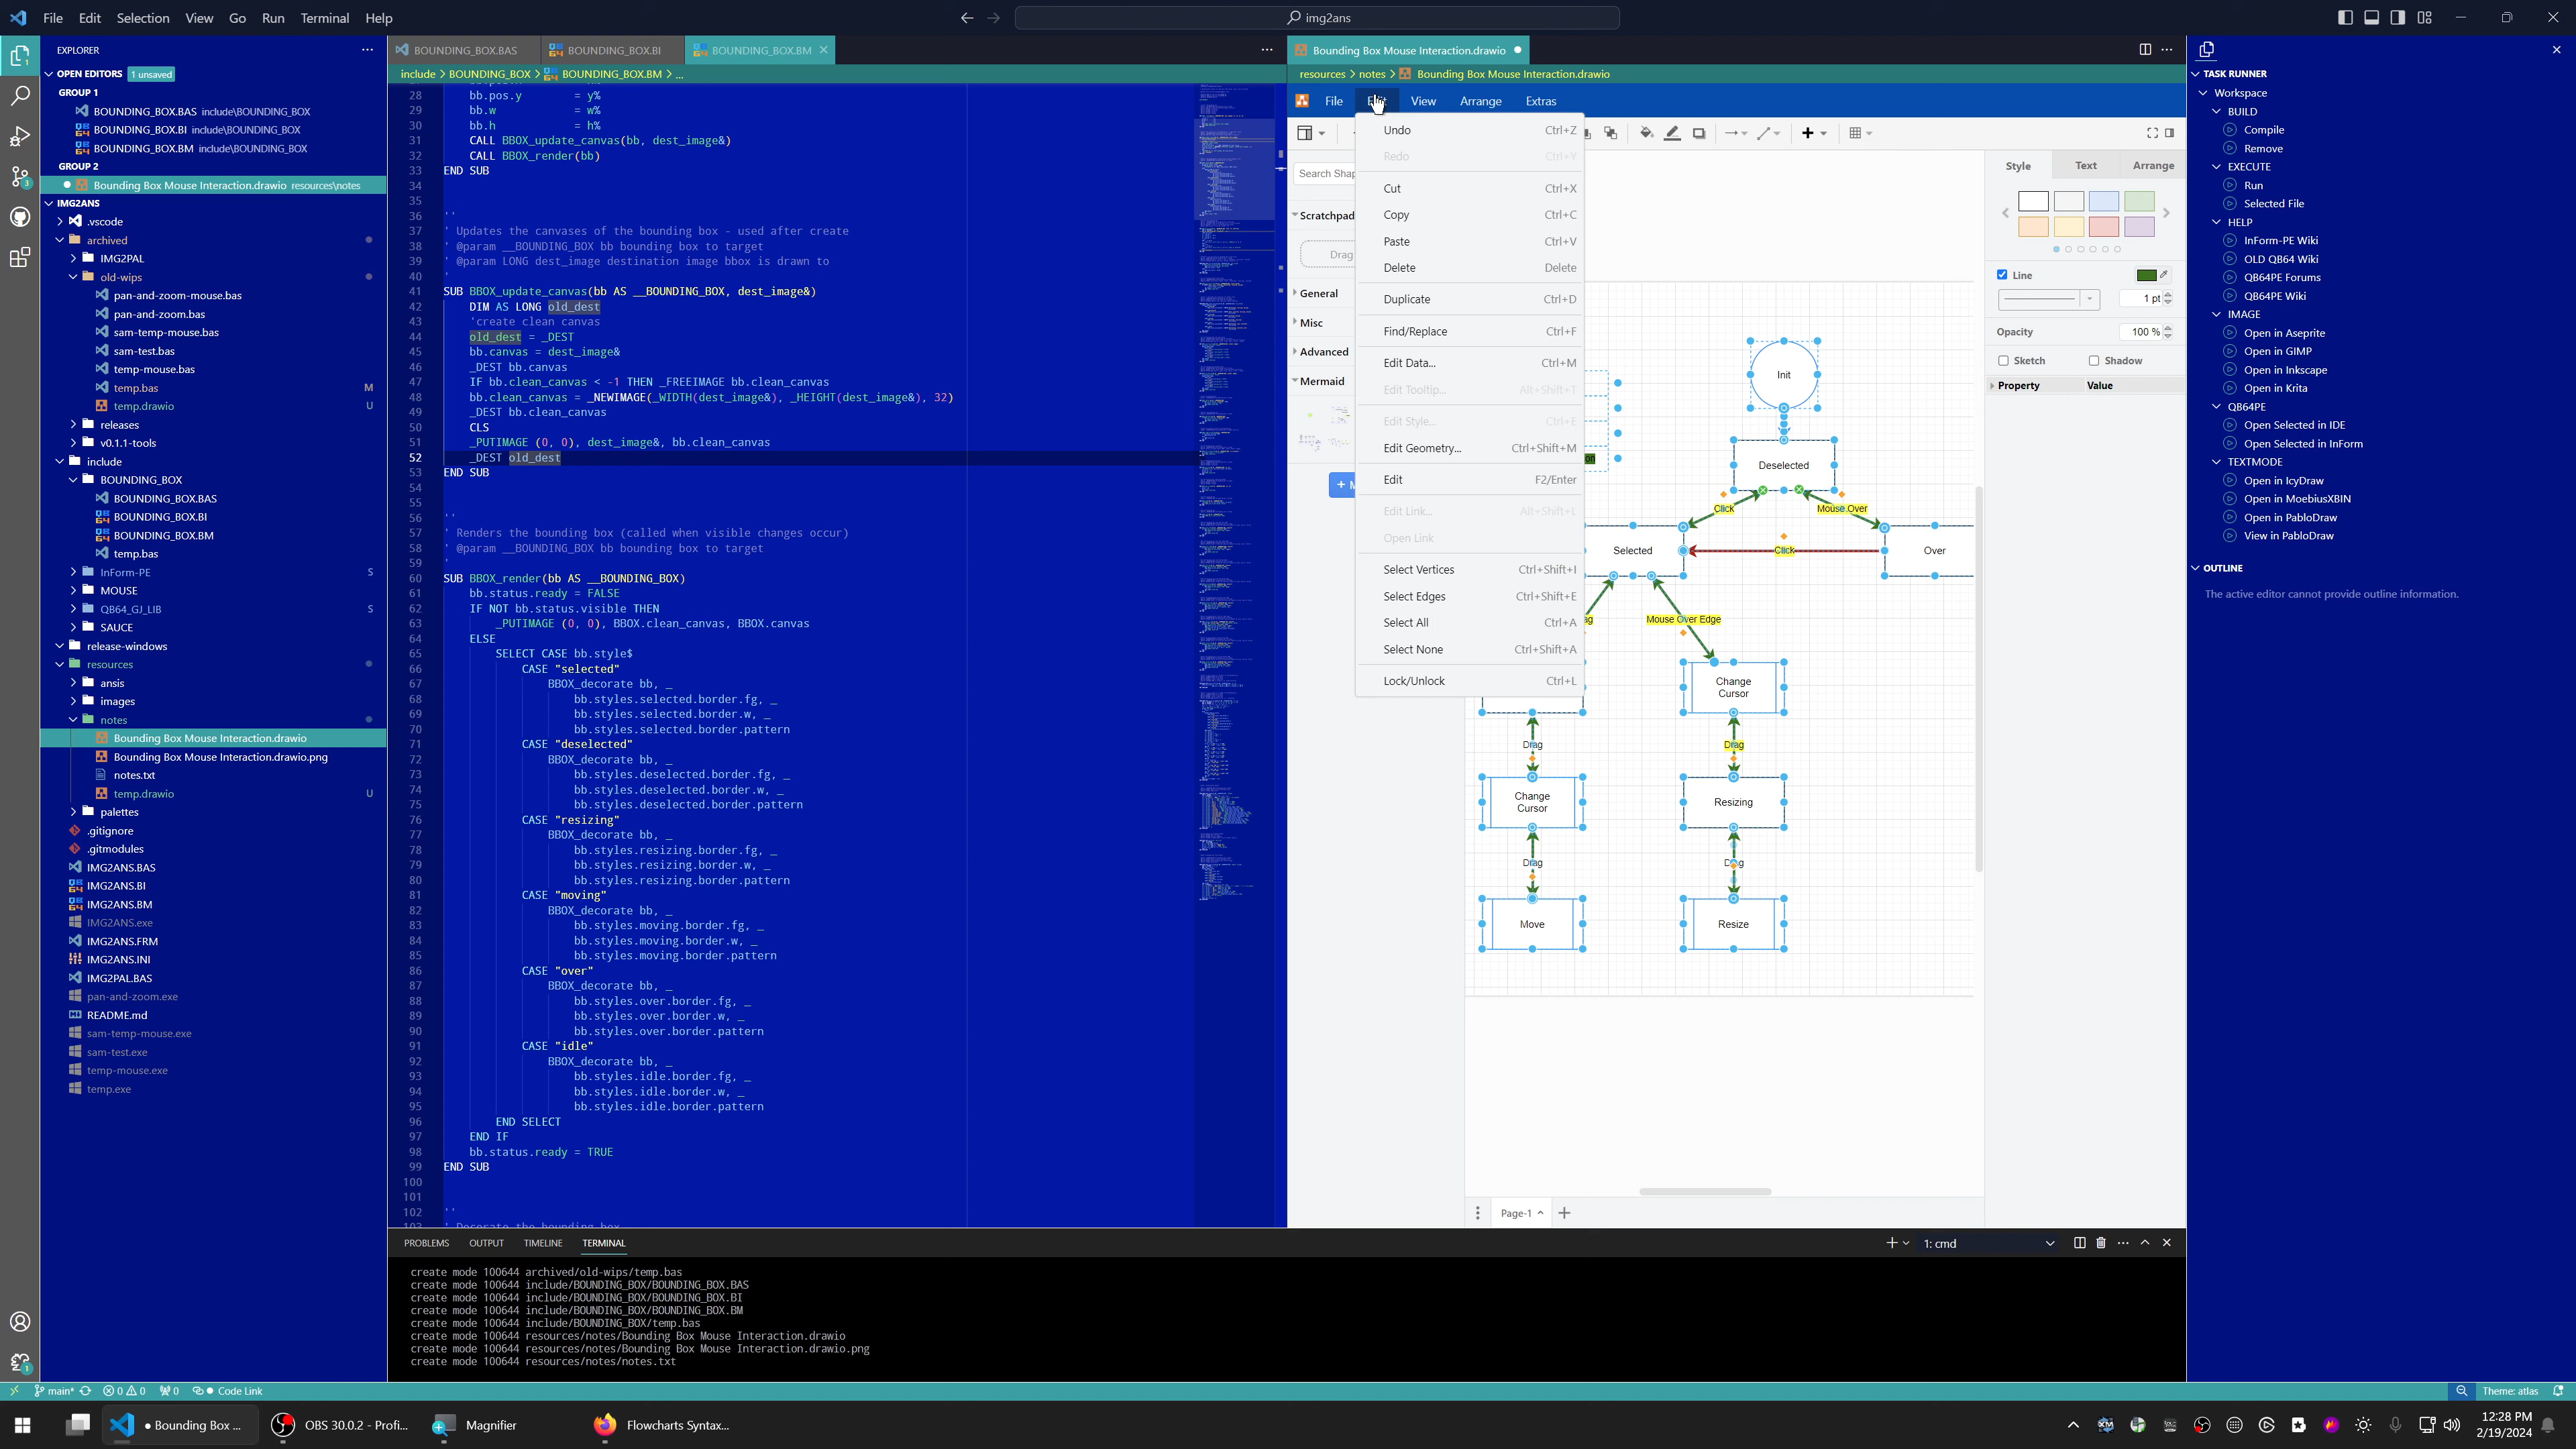 File Edit Selection View Go Run Terminal Help
img2ans
EXPLORER
OPEN EDITORS 1 unsaved
GROUP 1
BOUNDING_BOX.BAS include\BOUNDING_BOX
BOUNDING_BOX.BI include\BOUNDING_BOX
BOUNDING_BOX.BM include\BOUNDING_BOX
GROUP 2
Bounding Box Mouse Interaction.drawio resources\notes
IMG2ANS
.vscode
archived
IMG2PAL
old-wips
pan-and-zoom-mouse.bas
pan-and-zoom.bas
sam-temp-mouse.bas
sam-test.bas
temp-mouse.bas
temp.bas M
temp.drawio U
releases
v0.1.1-tools
include
BOUNDING_BOX
BOUNDING_BOX.BAS
BOUNDING_BOX.BI
BOUNDING_BOX.BM
temp.bas
InForm-PE S
MOUSE
QB64_GJ_LIB S
SAUCE
release-windows
resources
ansis
images
notes
Bounding Box Mouse Interaction.drawio
Bounding Box Mouse Interaction.drawio.png
notes.txt
temp.drawio U
palettes
.gitignore
.gitmodules
IMG2ANS.BAS
IMG2ANS.BI
IMG2ANS.BM
IMG2ANS.exe
IMG2ANS.FRM
IMG2ANS.INI
IMG2PAL.BAS
pan-and-zoom.exe
README.md
sam-temp-mouse.exe
sam-test.exe
temp-mouse.exe
temp.exe
BOUNDING_BOX.BAS BOUNDING_BOX.BI BOUNDING_BOX.BM
include > BOUNDING_BOX > BOUNDING_BOX.BM > ...
28 bb.pos.y = y%
29 bb.w = w%
30 bb.h = h%
31 CALL BBOX_update_canvas(bb, dest_image&)
32 CALL BBOX_render(bb)
33 END SUB
34
35
36 ''
37 ' Updates the canvases of the bounding box - used after create
38 ' @param __BOUNDING_BOX bb bounding box to target
39 ' @param LONG dest_image destination image bbox is drawn to
40 '
41 SUB BBOX_update_canvas(bb AS __BOUNDING_BOX, dest_image&)
42 DIM AS LONG old_dest
43 'create clean canvas
44 old_dest = _DEST
45 bb.canvas = dest_image&
46 _DEST bb.canvas
47 IF bb.clean_canvas < -1 THEN _FREEIMAGE bb.clean_canvas
48 bb.clean_canvas = _NEWIMAGE(_WIDTH(dest_image&), _HEIGHT(dest_image&), 32)
49 _DEST bb.clean_canvas
50 CLS
51 _PUTIMAGE (0, 0), dest_image&, bb.clean_canvas
52 _DEST old_dest
53 END SUB
54
55
56 ''
57 ' Renders the bounding box (called when visible changes occur)
58 ' @param __BOUNDING_BOX bb bounding box to target
59 '
60 SUB BBOX_render(bb AS __BOUNDING_BOX)
61 bb.status.ready = FALSE
62 IF NOT bb.status.visible THEN
63 _PUTIMAGE (0, 0), BBOX.clean_canvas, BBOX.canvas
64 ELSE
65 SELECT CASE bb.style$
66 CASE "selected"
67 BBOX_decorate bb, _
68 bb.styles.selected.border.fg, _
69 bb.styles.selected.border.w, _
70 bb.styles.selected.border.pattern
71 CASE "deselected"
72 BBOX_decorate bb, _
73 bb.styles.deselected.border.fg, _
74 bb.styles.deselected.border.w, _
75 bb.styles.deselected.border.pattern
76 CASE "resizing"
77 BBOX_decorate bb, _
78 bb.styles.resizing.border.fg, _
79 bb.styles.resizing.border.w, _
80 bb.styles.resizing.border.pattern
81 CASE "moving"
82 BBOX_decorate bb, _
83 bb.styles.moving.border.fg, _
84 bb.styles.moving.border.w, _
85 bb.styles.moving.border.pattern
86 CASE "over"
87 BBOX_decorate bb, _
88 bb.styles.over.border.fg, _
89 bb.styles.over.border.w, _
90 bb.styles.over.border.pattern
91 CASE "idle"
92 BBOX_decorate bb, _
93 bb.styles.idle.border.fg, _
94 bb.styles.idle.border.w, _
95 bb.styles.idle.border.pattern
96 END SELECT
97 END IF
98 bb.status.ready = TRUE
99 END SUB
100
101
102 ''
103 ' Decorate the bounding box
Bounding Box Mouse Interaction.drawio
resources > notes > Bounding Box Mouse Interaction.drawio
File Edit View Arrange Extras
Search Shap
Scratchpad
Drag
General
Misc
Advanced
Mermaid
+ M
Undo Ctrl+Z
Redo Ctrl+Y
Cut Ctrl+X
Copy Ctrl+C
Paste Ctrl+V
Delete Delete
Duplicate Ctrl+D
Find/Replace Ctrl+F
Edit Data... Ctrl+M
Edit Tooltip... Alt+Shift+T
Edit Style... Ctrl+E
Edit Geometry... Ctrl+Shift+M
Edit F2/Enter
Edit Link... Alt+Shift+L
Open Link
Select Vertices Ctrl+Shift+I
Select Edges Ctrl+Shift+E
Select All Ctrl+A
Select None Ctrl+Shift+A
Lock/Unlock Ctrl+L
Init
Deselected
Click Mouse Over
Selected Click Over
ag Mouse Over Edge
Change
Cursor
Drag Drag
Change
Cursor
Resizing
Drag Drag
Move Resize
Page-1
Style Text Arrange
Line
1 pt
Opacity 100 %
Sketch Shadow
Property Value
TASK RUNNER
Workspace
BUILD
Compile
Remove
EXECUTE
Run
Selected File
HELP
InForm-PE Wiki
OLD QB64 Wiki
QB64PE Forums
QB64PE Wiki
IMAGE
Open in Aseprite
Open in GIMP
Open in Inkscape
Open in Krita
QB64PE
Open Selected in IDE
Open Selected in InForm
TEXTMODE
Open in IcyDraw
Open in MoebiusXBIN
Open in PabloDraw
View in PabloDraw
OUTLINE
The active editor cannot provide outline information.
PROBLEMS OUTPUT TIMELINE TERMINAL
1: cmd
create mode 100644 archived/old-wips/temp.bas
create mode 100644 include/BOUNDING_BOX/BOUNDING_BOX.BAS
create mode 100644 include/BOUNDING_BOX/BOUNDING_BOX.BI
create mode 100644 include/BOUNDING_BOX/BOUNDING_BOX.BM
create mode 100644 include/BOUNDING_BOX/temp.bas
create mode 100644 resources/notes/Bounding Box Mouse Interaction.drawio
create mode 100644 resources/notes/Bounding Box Mouse Interaction.drawio.png
create mode 100644 resources/notes/notes.txt
main* 0 0 0 Code Link
Theme: atlas
Bounding Box ... OBS 30.0.2 - Profi... Magnifier Flowcharts Syntax...
12:28 PM
2/19/2024